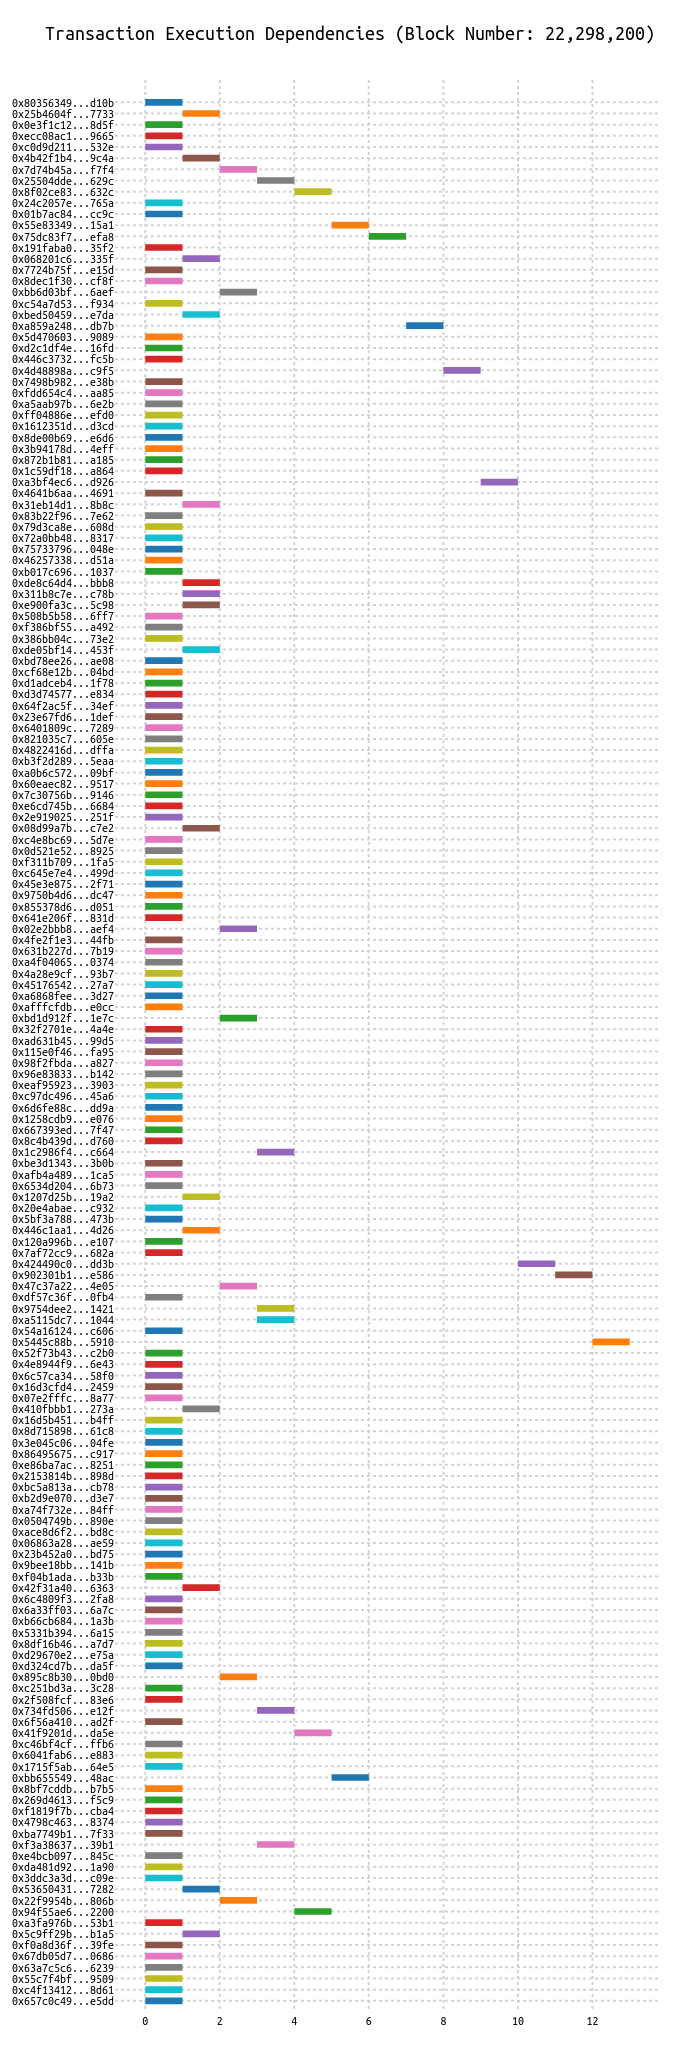 Transaction Execution Dependencies (Block Number: 22,298,200)
0x80356349...d10b
0x25b4604f...7733
0x0e3f1c12...8d5f
0xecc08ac1...9665
0xc0d9d211...532e
0x4b42f1b4...9c4a
0x7d74b45a...f7f4
0x25504dde...629c
0x8f02ce83...632c
0x24c2057e...765a
0x01b7ac84...cc9c
0x55e83349...15a1
0x75dc83f7...efa8
0x191faba0...35f2
0x068201c6...335f
0x7724b75f...e15d
0x8dec1f30...cf8f
0xbb6d03bf...6aef
0xc54a7d53...f934
0xbed50459...e7da
0xa859a248...db7b
0x5d470603...9089
0xd2c1df4e...16fd
0x446c3732...fc5b
0x4d48898a...c9f5
0x7498b982...e38b
0xfdd654c4...aa85
0xa5aab97b...6e2b
0xff04886e...efd0
0x1612351d...d3cd
0x8de00b69...e6d6
0x3b94178d...4eff
0x872b1b81...a185
0x1c59df18...a864
0xa3bf4ec6...d926
0x4641b6aa...4691
0x31eb14d1...8b8c
0x83b22f96...7e62
0x79d3ca8e...608d
0x72a0bb48...8317
0x75733796...048e
0x46257338...d51a
0xb017c696...1037
0xde8c64d4...bbb8
0x311b8c7e...c78b
0xe900fa3c...5c98
0x508b5b58...6ff7
0xf386bf55...a492
0x386bb04c...73e2
0xde05bf14...453f
0xbd78ee26...ae08
0xcf68e12b...04bd
0xd1adceb4...1f78
0xd3d74577...e834
0x64f2ac5f...34ef
0x23e67fd6...1def
0x6401809c...7289
0x821035c7...605e
0x4822416d...dffa
0xb3f2d289...5eaa
0xa0b6c572...09bf
0x60eaec82...9517
0x7c30756b...9146
0xe6cd745b...6684
0x2e919025...251f
0x08d99a7b...c7e2
0xc4e8bc69...5d7e
0x0d521e52...8925
0xf311b709...1fa5
0xc645e7e4...499d
0x45e3e875...2f71
0x9750b4d6...dc47
0x855378d6...d051
0x641e206f...831d
0x02e2bbb8...aef4
0x4fe2f1e3...44fb
0x631b227d...7b19
0xa4f04065...0374
0x4a28e9cf...93b7
0x45176542...27a7
0xa6868fee...3d27
0xafffcfdb...e0cc
0xbd1d912f...1e7c
0x32f2701e...4a4e
0xad631b45...99d5
0x115e0f46...fa95
0x98f2fbda...a827
0x96e83833...b142
0xeaf95923...3903
0xc97dc496...45a6
0x6d6fe88c...dd9a
0x1258cdb9...e076
0x667393ed...7f47
0x8c4b439d...d760
0x1c2986f4...c664
0xbe3d1343...3b0b
0xafb4a489...1ca5
0x6534d204...6b73
0x1207d25b...19a2
0x20e4abae...c932
0x5bf3a788...473b
0x446c1aa1...4d26
0x120a996b...e107
0x7af72cc9...682a
0x424490c0...dd3b
0x902301b1...e586
0x47c37a22...4e05
0xdf57c36f...0fb4
0x9754dee2...1421
0xa5115dc7...1044
0x54a16124...c606
0x5445c88b...5910
0x52f73b43...c2b0
0x4e8944f9...6e43
0x6c57ca34...58f0
0x16d3cfd4...2459
0x07e2fffc...8a77
0x410fbbb1...273a
0x16d5b451...b4ff
0x8d715898...61c8
0x3e045c06...04fe
0x86495675...c917
0xe86ba7ac...8251
0x2153814b...898d
0xbc5a813a...cb78
0xb2d9e070...d3e7
0xa74f732e...84ff
0x0504749b...890e
0xace8d6f2...bd8c
0x06863a28...ae59
0x23b452a0...bd75
0x9bee18bb...141b
0xf04b1ada...b33b
0x42f31a40...6363
0x6c4809f3...2fa8
0x6a33ff03...6a7c
0xb66cb684...1a3b
0x5331b394...6a15
0x8df16b46...a7d7
0xd29670e2...e75a
0xd324cd7b...da5f
0x895c8b30...0bd0
0xc251bd3a...3c28
0x2f508fcf...83e6
0x734fd506...e12f
0x6f56a410...ad2f
0x41f9201d...da5e
0xc46bf4cf...ffb6
0x6041fab6...e883
0x1715f5ab...64e5
0xbb655549...48ac
0x8bf7cddb...b7b5
0x269d4613...f5c9
0xf1819f7b...cba4
0x4798c463...8374
0xba7749b1...7f33
0xf3a38637...39b1
0xe4bcb097...845c
0xda481d92...1a90
0x3ddc3a3d...c09e
0x53650431...7282
0x22f9954b...806b
0x94f55ae6...2200
0xa3fa976b...53b1
0x5c9ff29b...b1a5
0xf0a8d36f...39fe
0x67db05d7...0686
0x63a7c5c6...6239
0x55c7f4bf...9509
0xc4f13412...8d61
0x657c0c49...e5dd
0 2 4 6 8 10 12